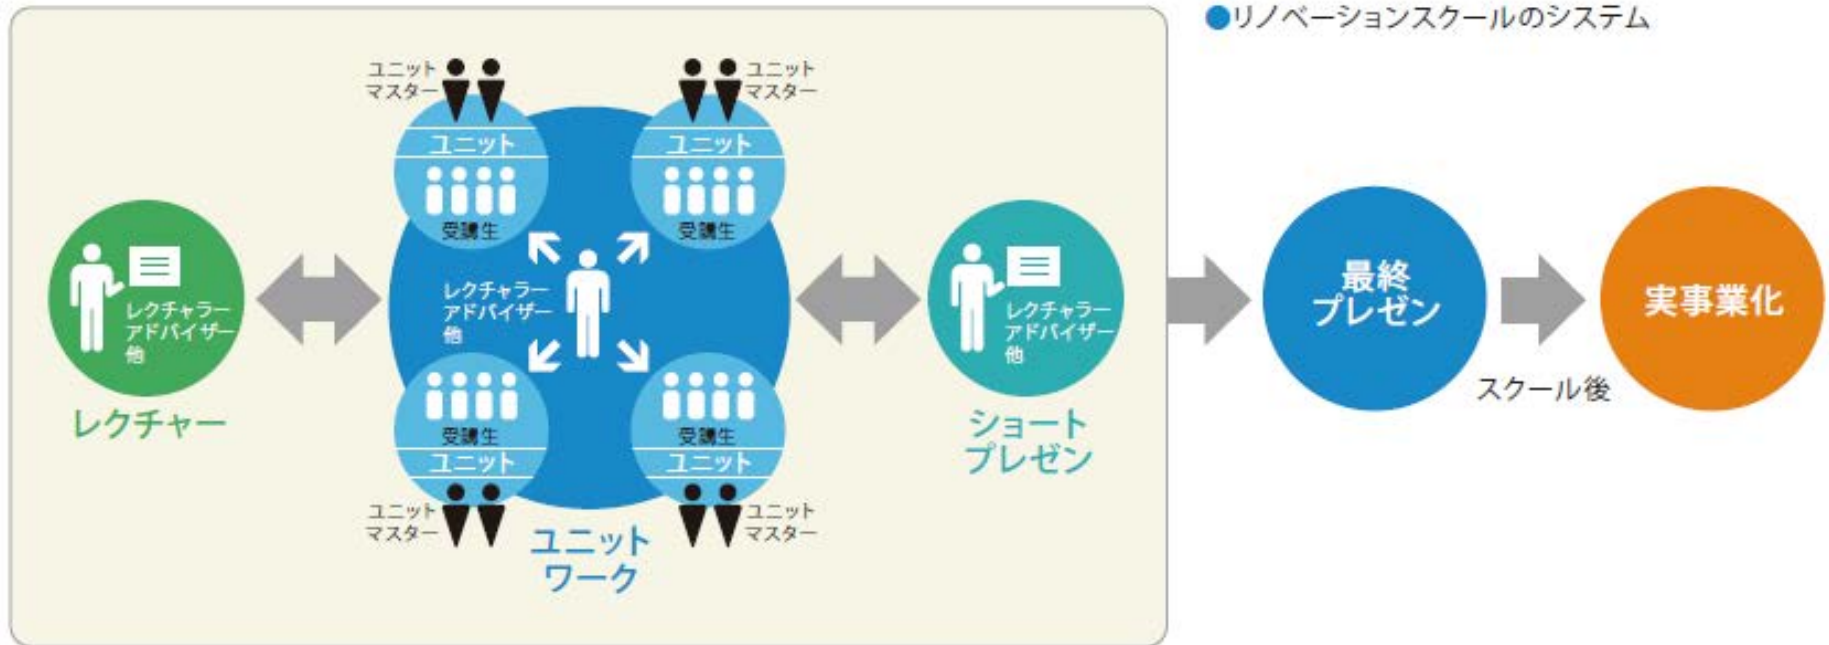 ●リノベーションスクールのシステム
ユニット
マスター
ユニット
マスター
ユニット
ユニット
受講生
受講生
レクチャラー
アドバイザー
他
レクチャー
レクチャラー
アドバイザー
他
レクチャラー
アドバイザー
他
ショート
プレゼン
受講生
受講生
ユニット
ユニット
ユニット
マスター
ユニット
マスター
ユニット
ワーク
最終
プレゼン
スクール後
実事業化